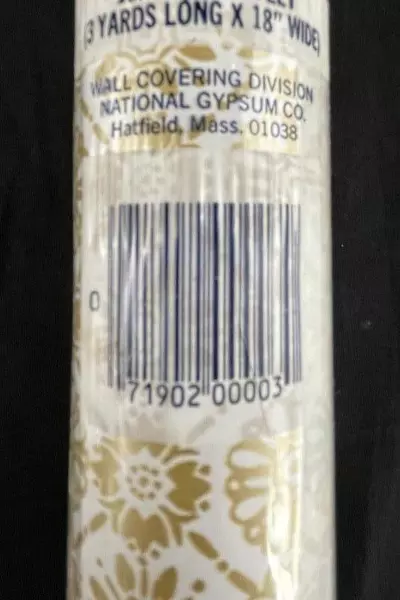 (3 YARDS LONG X 18" WIDE)
WALL COVERING DIVISION
NATIONAL GYPSUM CO.
Hatfield, Mass. 01038
0
71902 00003